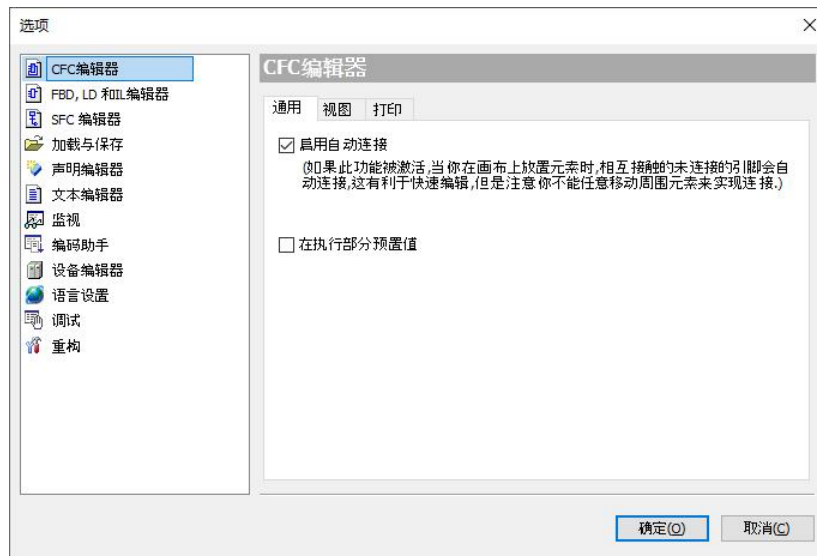 选项
CFC编辑器
FBD, LD 和IL编辑器
SFC 编辑器
加载与保存
声明编辑器
文本编辑器
监视
编码助手
设备编辑器
语言设置
调试
重构
CFC编辑器
通用
视图
打印
启用自动连接
(如果此功能被激活,当你在画布上放置元素时,相互接触的未连接的引脚会自
动连接,这有利于快速编辑,但是注意你不能任意移动周围元素来实现连接.)
在执行部分预置值
确定(O)
取消(C)